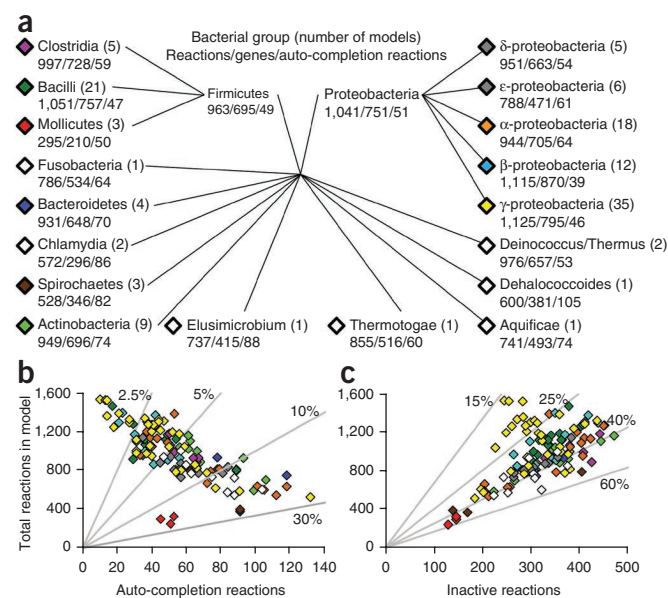 a
Bacterial group (number of models)
Reactions/genes/auto-completion reactions
Clostridia (5)
997/728/59
Bacilli (21)
1,051/757/47
Mollicutes (3)
295/210/50
Firmicutes
963/695/49
Proteobacteria
1,041/751/51
δ-proteobacteria (5)
951/663/54
ε-proteobacteria (6)
788/471/61
α-proteobacteria (18)
944/705/64
β-proteobacteria (12)
1,115/870/39
γ-proteobacteria (35)
1,125/795/46
Fusobacteria (1)
786/534/64
Bacteroidetes (4)
931/648/70
Chlamydia (2)
572/296/86
Spirochaetes (3)
528/346/82
Actinobacteria (9)
949/696/74
Elusimicrobium (1)
737/415/88
Thermotogae (1)
855/516/60
Deinococcus/Thermus (2)
976/657/53
Dehalococcoides (1)
600/381/105
Aquificae (1)
741/493/74
b
Total reactions in model
1,600
1,200
800
400
0
2.5%
5%
10%
30%
0 20 40 60 80 100 120 140
Auto-completion reactions
c
1,600
1,200
800
400
0
15%
25%
40%
60%
0 100 200 300 400 500
Inactive reactions